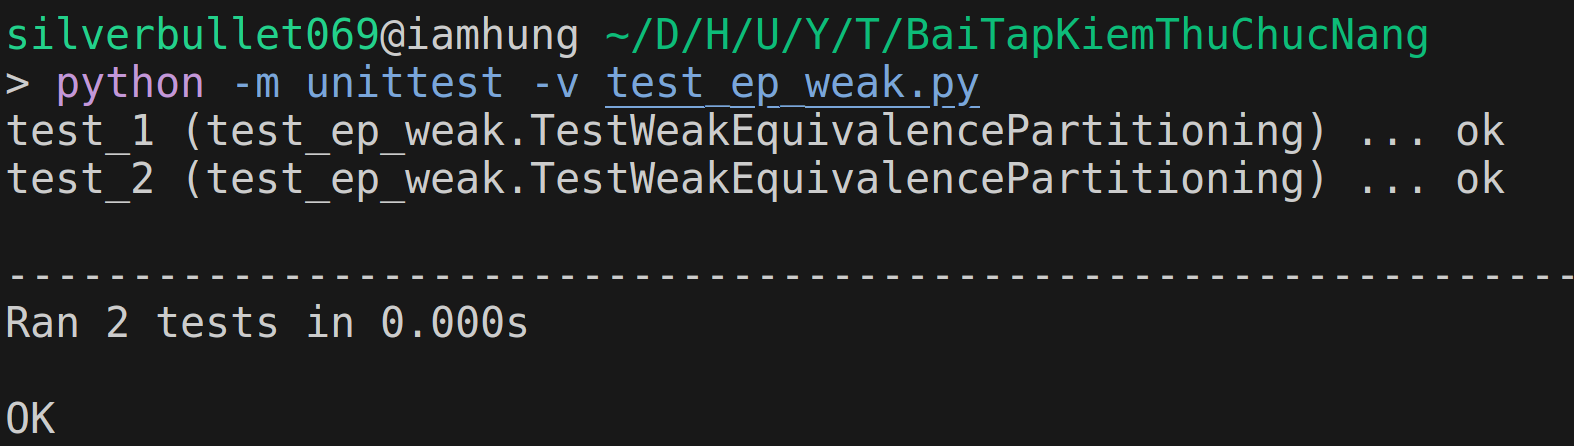 silverbullet069@iamhung ~/D/H/U/Y/T/BaiTapKiemThuChucNang
> python -m unittest -v test_ep_weak.py
test_1 (test_ep_weak.TestWeakEquivalencePartitioning) ... ok
test_2 (test_ep_weak.TestWeakEquivalencePartitioning) ... ok
---------------------------------------------------------------
Ran 2 tests in 0.000s
OK